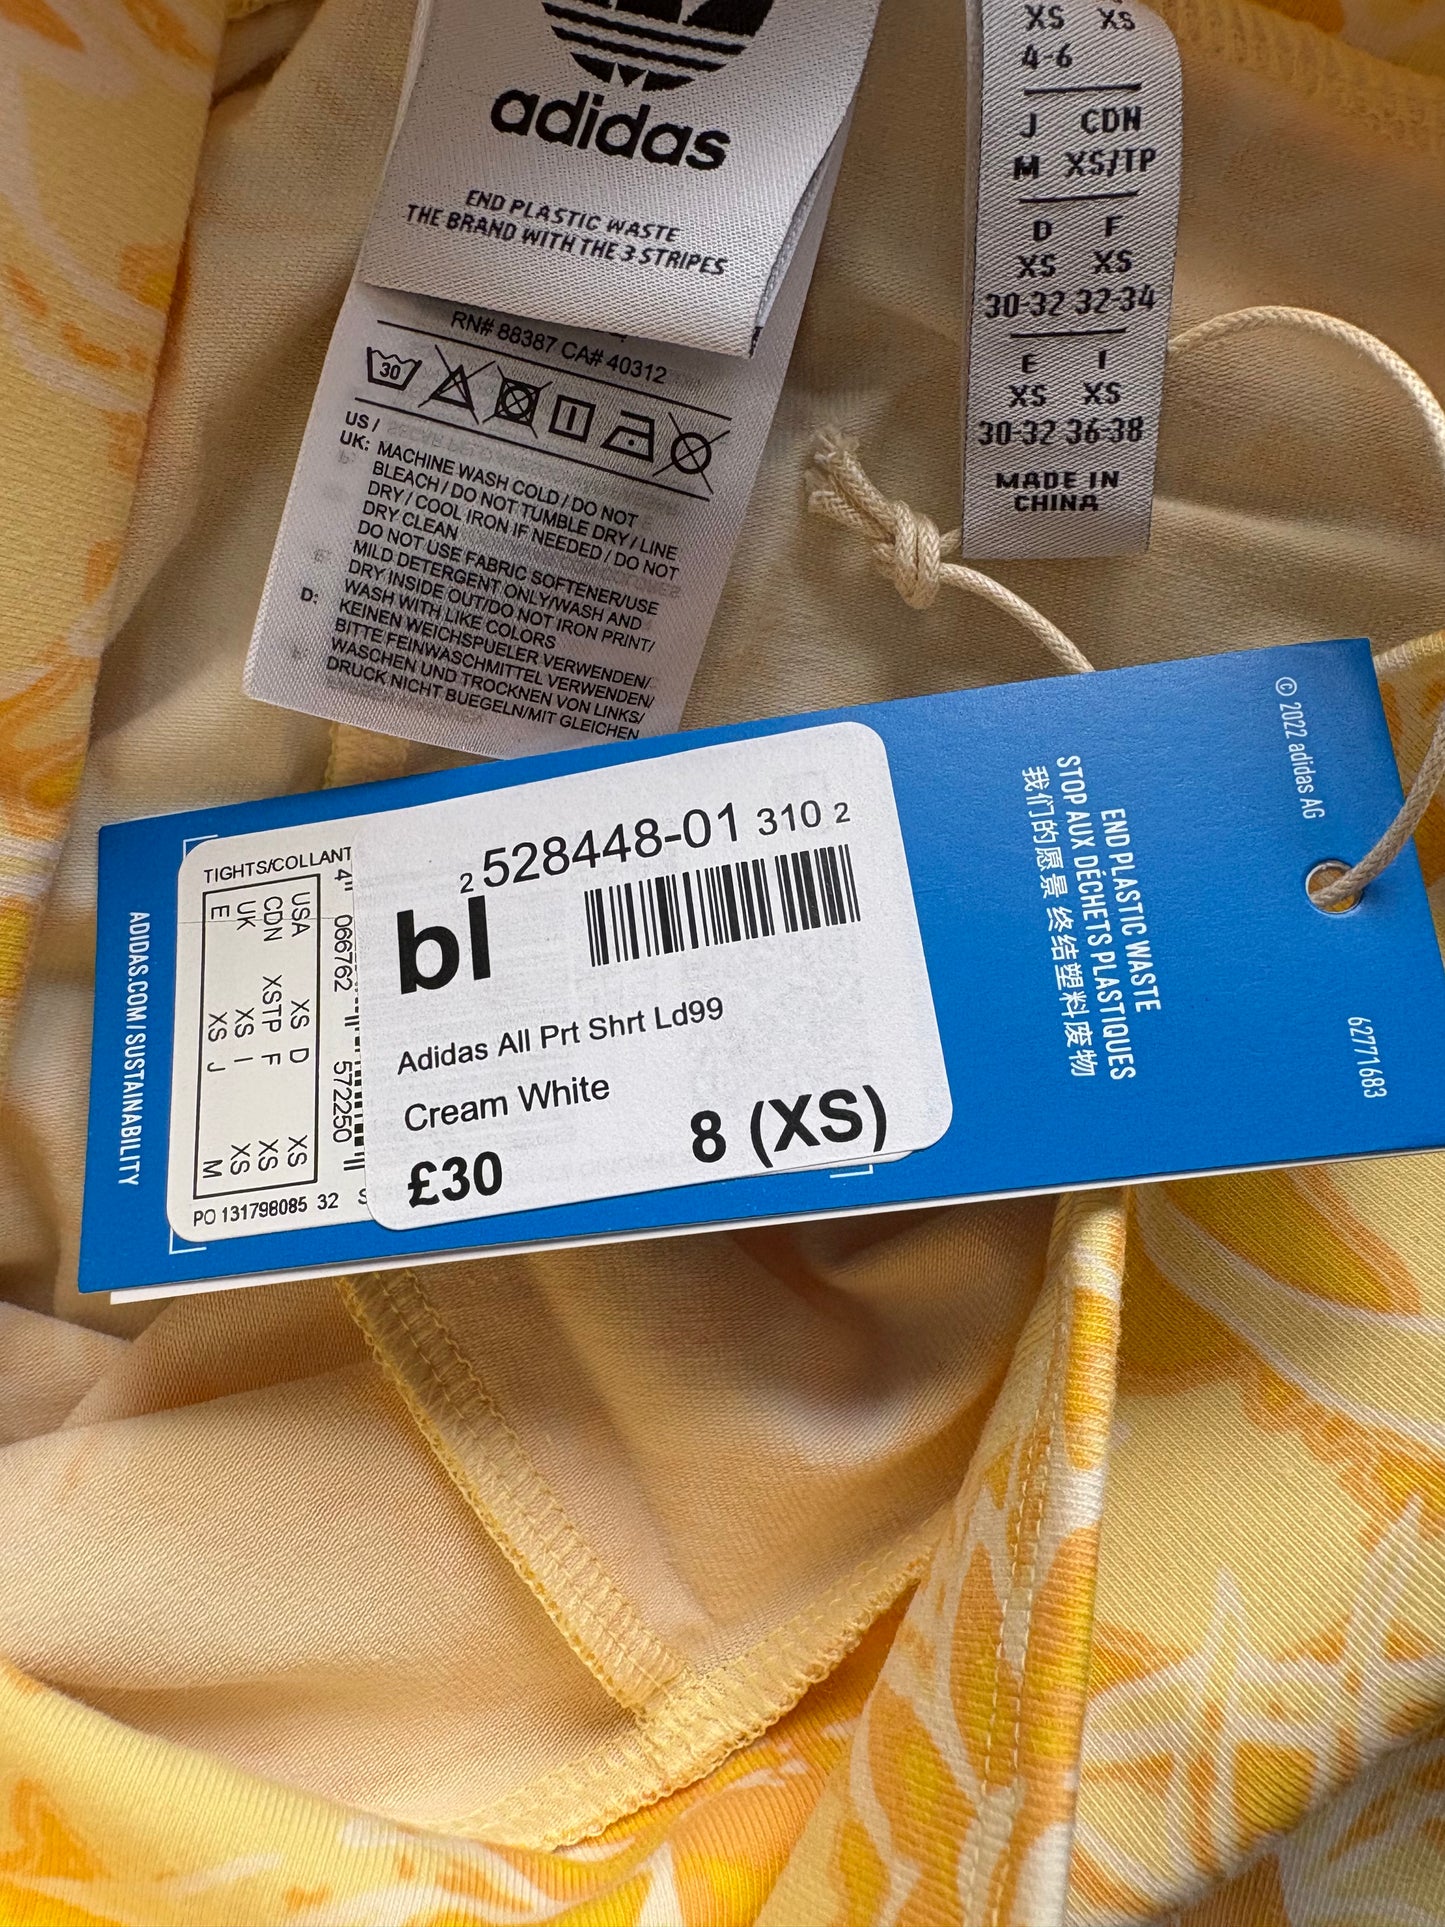 adidas
END PLASTIC WASTE
THE BRAND WITH THE 3 STRIPES
RN# 88387 CA# 40312
30
US /
UK: MACHINE WASH COLD / DO NOT
BLEACH / DO NOT TUMBLE DRY / LINE
DRY / COOL IRON IF NEEDED / DO NOT
DRY CLEAN
DO NOT USE FABRIC SOFTENER/USE
MILD DETERGENT ONLY/WASH AND
DRY INSIDE OUT/DO NOT IRON PRINT/
WASH WITH LIKE COLORS
D: KEINEN WEICHSPUELER VERWENDEN/
BITTE FEINWASCHMITTEL VERWENDEN/
WASCHEN UND TROCKNEN VON LINKS/
DRUCK NICHT BUEGELN/MIT GLEICHEN
XS XS
4-6
J CDN
M XS/TP
D F
XS XS
30-32 32-34
E I
XS XS
30-32 36-38
MADE IN
CHINA
© 2022 adidas AG
62771683
END PLASTIC WASTE
STOP AUX DÉCHETS PLASTIQUES
我们的愿景 终结塑料废物
ADIDAS.COM/SUSTAINABILITY
TIGHTS/COLLANT
4 066762 572250
USA XS D XS
CDN XSTP F XS
UK XS I XS
E XS J M
PO 131798085 32
2 528448-01 310 2
bl
Adidas All Prt Shrt Ld99
Cream White
£30 8 (XS)